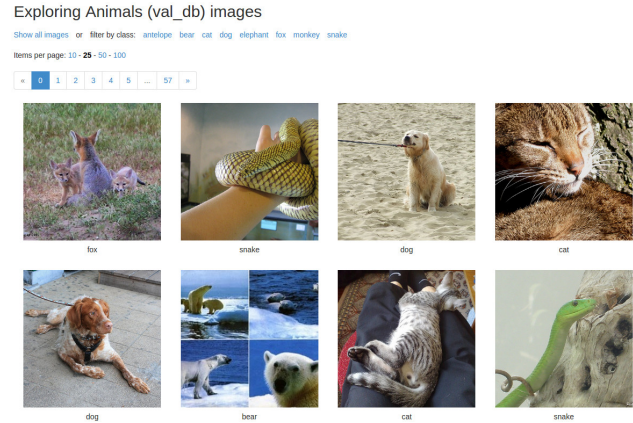 Exploring Animals (val_db) images
Show all images or filter by class: antelope bear cat dog elephant fox monkey snake
Items per page: 10 - 25 - 50 - 100
« 0 1 2 3 4 5 ... 57 »
fox snake dog cat
dog bear cat snake